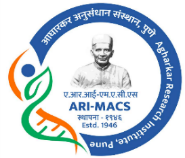 आघारकर अनुसंधान संस्थान, पुणे
Agharkar Research Institute, Pune
ए.आर.आई-एम.ए.सी.एस
ARI-MACS
स्थापना - १९४६
Estd. 1946